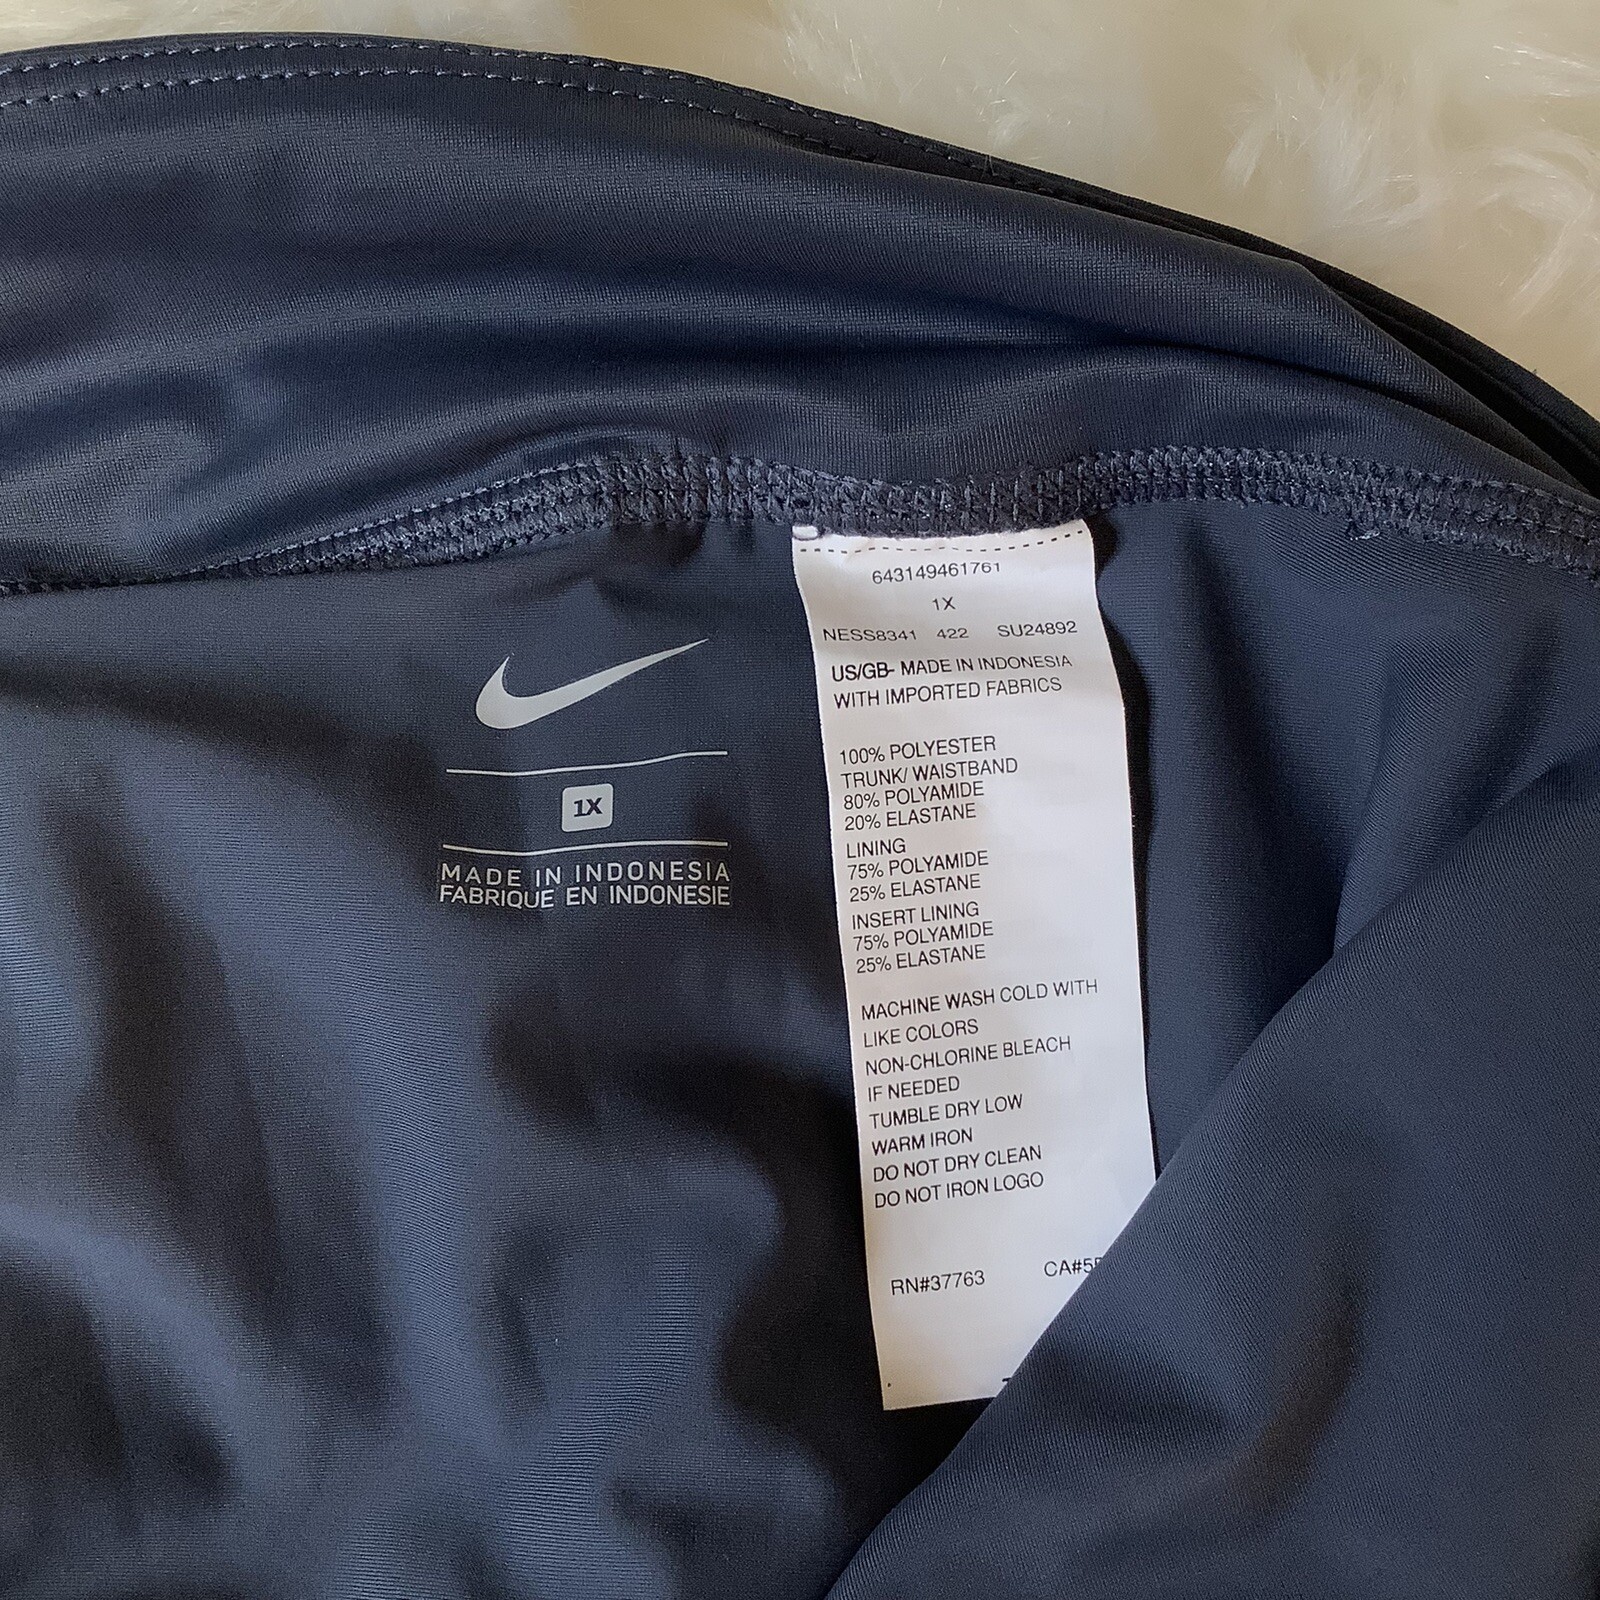 1X
MADE IN INDONESIA
FABRIQUE EN INDONESIE
643149461761
1X
NESS8341 422 SU24892
US/GB- MADE IN INDONESIA
WITH IMPORTED FABRICS
100% POLYESTER
TRUNK/ WAISTBAND
80% POLYAMIDE
20% ELASTANE
LINING
75% POLYAMIDE
25% ELASTANE
INSERT LINING
75% POLYAMIDE
25% ELASTANE
MACHINE WASH COLD WITH
LIKE COLORS
NON-CHLORINE BLEACH
IF NEEDED
TUMBLE DRY LOW
WARM IRON
DO NOT DRY CLEAN
DO NOT IRON LOGO
RN#37763 CA#5